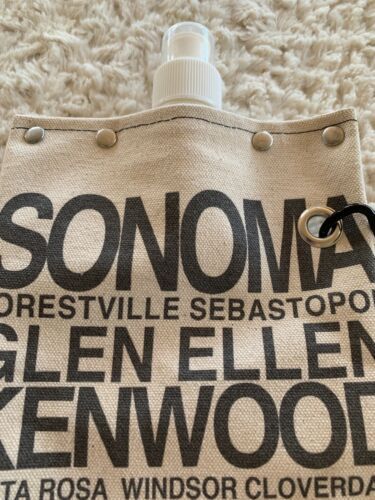 SONOMA
ORESTVILLE SEBASTOPO
GLEN ELLEN
KENWOOD
TA ROSA WINDSOR CLOVERDA